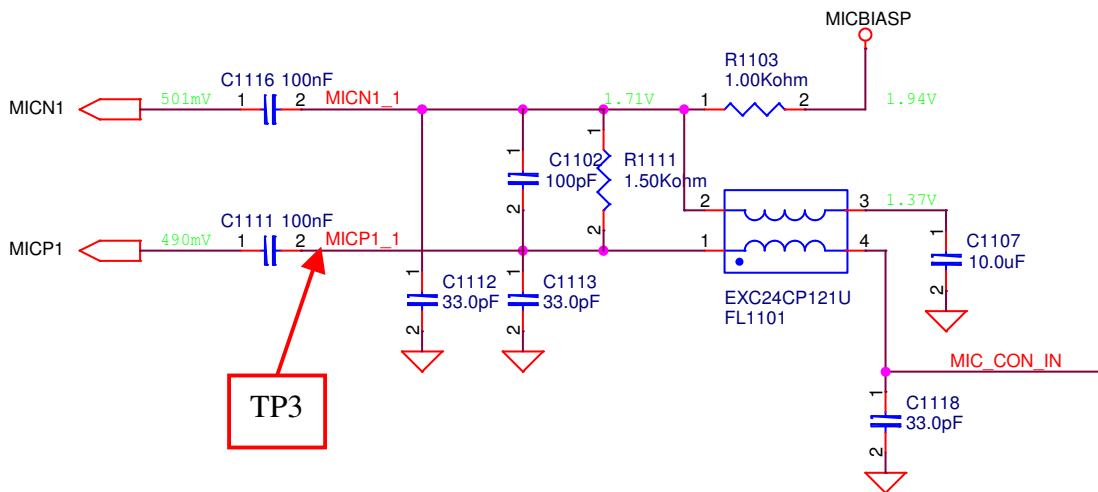 MICBIASP
R1103
1.00Kohm
C1116 100nF
MICN1
501mV
1
2
MICN1_1
1.71V
1
2
1.94V
1
1
C1102
100pF
R1111
1.50Kohm
2
2
2
3
1.37V
C1111 100nF
MICP1
490mV
1
2
MICP1_1
1
4
1
C1107
10.0uF
2
1
C1112
33.0pF
2
1
C1113
33.0pF
2
EXC24CP121U
FL1101
MIC_CON_IN
TP3
1
C1118
33.0pF
2